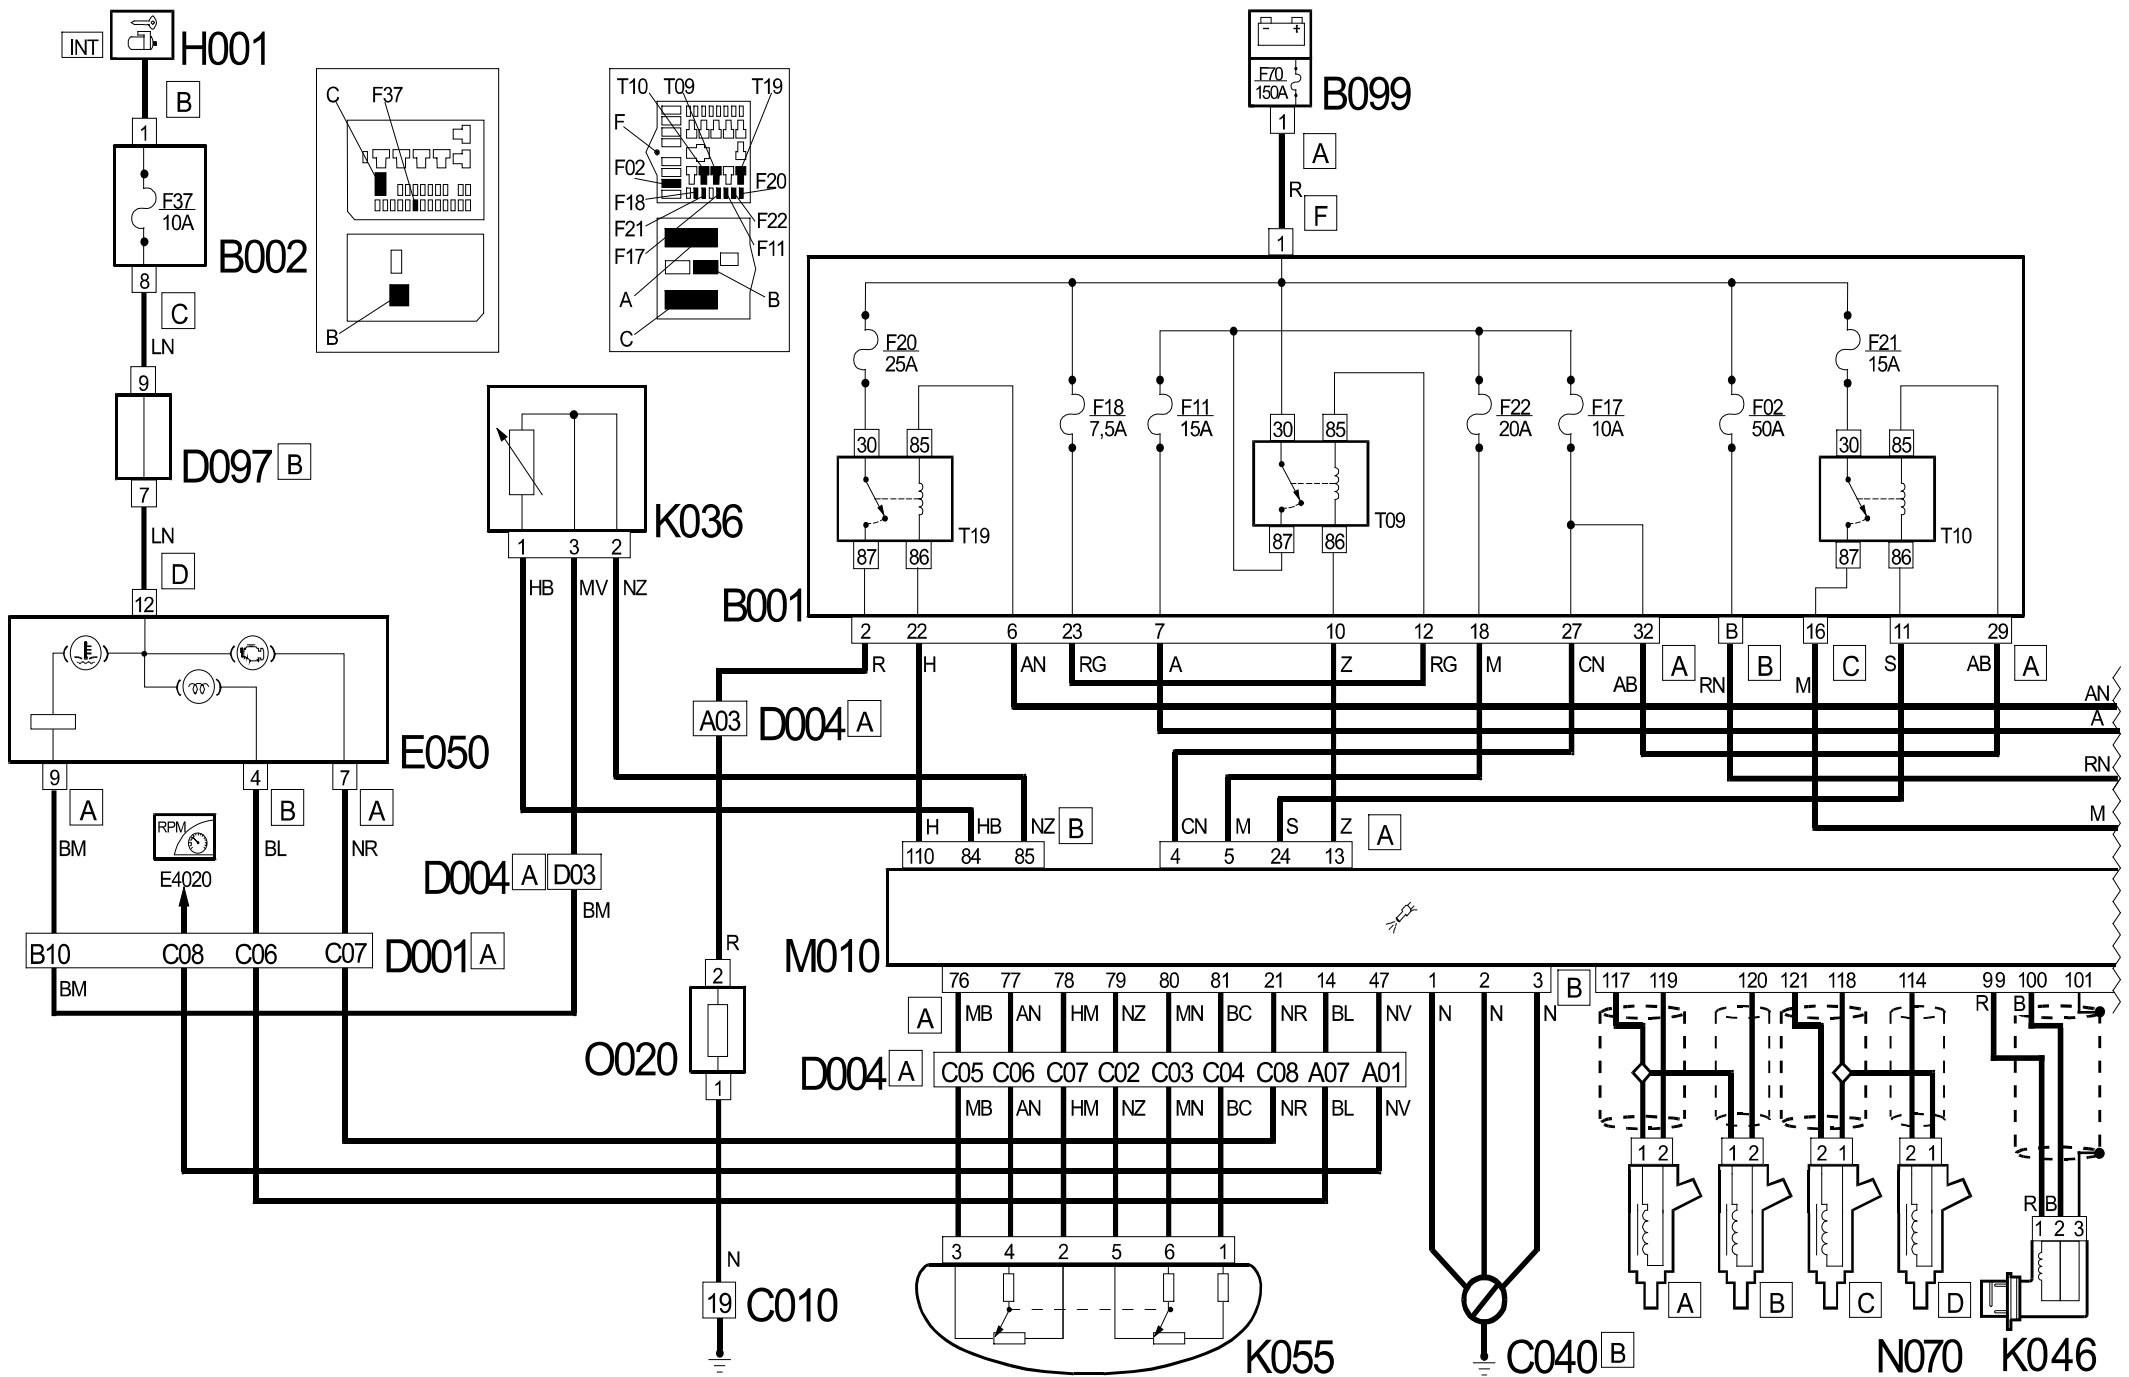 INT H001
B
1
F37
10A
B002
8
C
LN
9
D097 B
7
LN
D
12
E050
9 4 7
A B A
BM BL NR
RPM
E4020
B10 C08 C06 C07 D001 A
BM
C F37
B
T10 T09 T19
F
F02
F18
F21
F17
A
C
F20
F22
F11
B
K036
1 3 2
HB MV NZ
D004 A D03
BM
F70
150A
B099
1
A
R
F
1
F20
25A
F18
7,5A
F11
15A
F22
20A
F17
10A
F02
50A
F21
15A
30 85
87 86
T19
30 85
87 86
T09
30 85
87 86
T10
B001
2 22 6 23 7 10 12 18 27 32 B 16 11 29
R H AN RG A Z RG M CN AB A RN B M C S AB A
AN
A
RN
M
A03 D004 A
R
2
O020
1
N
19 C010
H HB NZ B
110 84 85
CN M S Z A
4 5 24 13
M010
76 77 78 79 80 81 21 14 47 1 2 3 B 117 119 120 121 118 114 99 100 101
A MB AN HM NZ MN BC NR BL NV N N N R B
D004 A C05 C06 C07 C02 C03 C04 C08 A07 A01
MB AN HM NZ MN BC NR BL NV
3 4 2 5 6 1
K055
C040 B
1 2 1 2 2 1 2 1
A B C D
N070
R B
1 2 3
K046